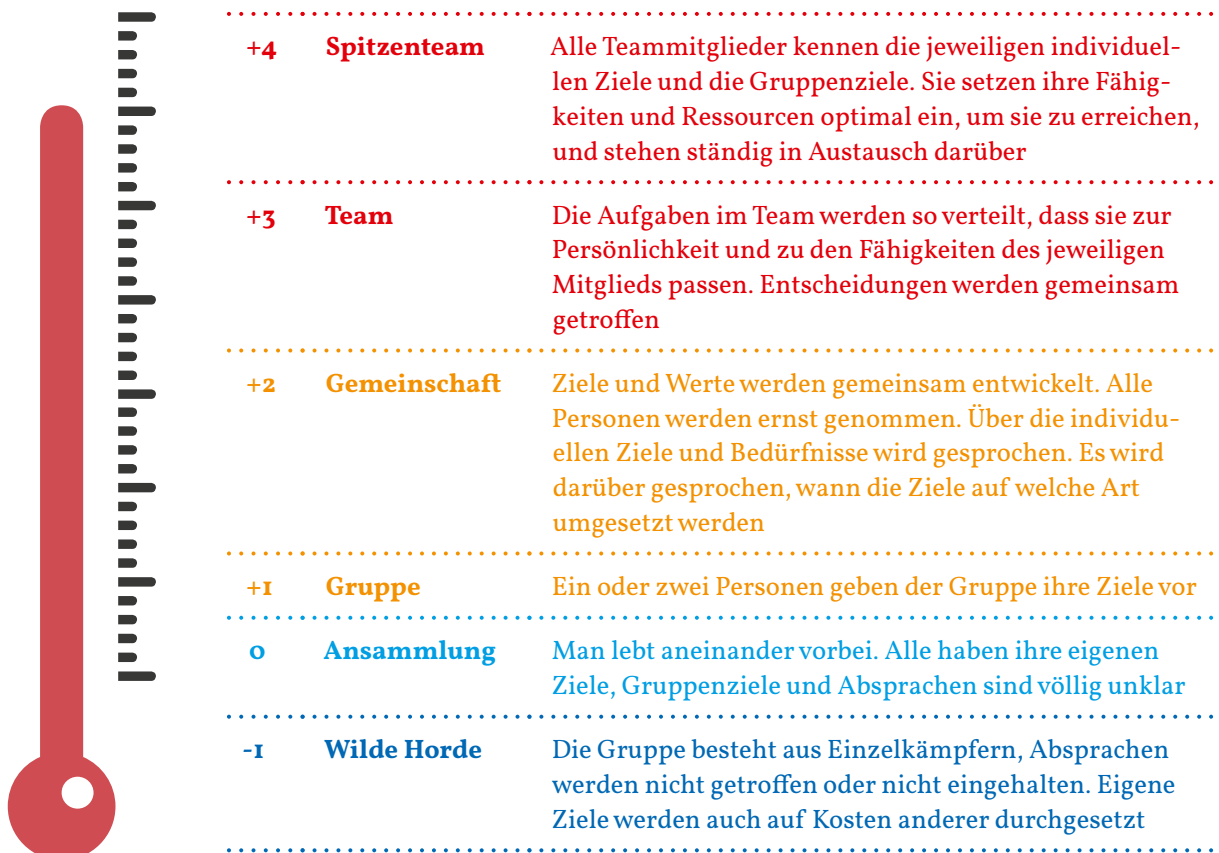 +4 Spitzenteam Alle Teammitglieder kennen die jeweiligen individuel-
len Ziele und die Gruppenziele. Sie setzen ihre Fähig-
keiten und Ressourcen optimal ein, um sie zu erreichen,
und stehen ständig in Austausch darüber
+3 Team Die Aufgaben im Team werden so verteilt, dass sie zur
Persönlichkeit und zu den Fähigkeiten des jeweiligen
Mitglieds passen. Entscheidungen werden gemeinsam
getroffen
+2 Gemeinschaft Ziele und Werte werden gemeinsam entwickelt. Alle
Personen werden ernst genommen. Über die individu-
ellen Ziele und Bedürfnisse wird gesprochen. Es wird
darüber gesprochen, wann die Ziele auf welche Art
umgesetzt werden
+1 Gruppe Ein oder zwei Personen geben der Gruppe ihre Ziele vor
0 Ansammlung Man lebt aneinander vorbei. Alle haben ihre eigenen
Ziele, Gruppenziele und Absprachen sind völlig unklar
-1 Wilde Horde Die Gruppe besteht aus Einzelkämpfern, Absprachen
werden nicht getroffen oder nicht eingehalten. Eigene
Ziele werden auch auf Kosten anderer durchgesetzt